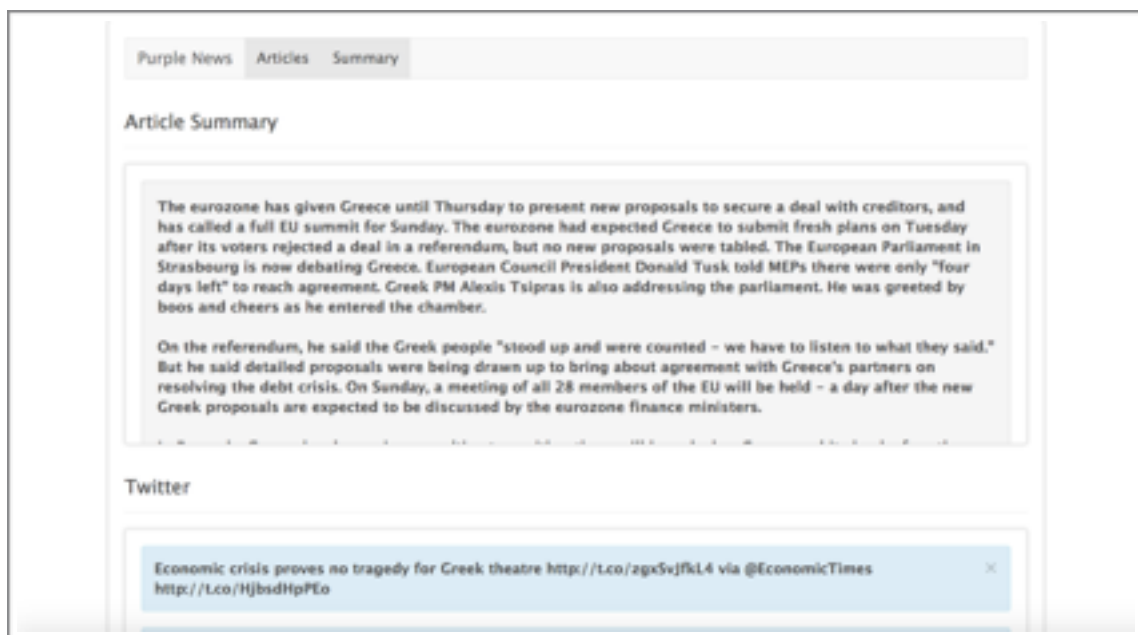 Purple News Articles Summary
Article Summary
The eurozone has given Greece until Thursday to present new proposals to secure a deal with creditors, and
has called a full EU summit for Sunday. The eurozone had expected Greece to submit fresh plans on Tuesday
after its voters rejected a deal in a referendum, but no new proposals were tabled. The European Parliament in
Strasbourg is now debating Greece. European Council President Donald Tusk told MEPs there were only "four
days left" to reach agreement. Greek PM Alexis Tsipras is also addressing the parliament. He was greeted by
boos and cheers as he entered the chamber.
On the referendum, he said the Greek people "stood up and were counted – we have to listen to what they said."
But he said detailed proposals were being drawn up to bring about agreement with Greece's partners on
resolving the debt crisis. On Sunday, a meeting of all 28 members of the EU will be held – a day after the new
Greek proposals are expected to be discussed by the eurozone finance ministers.
Twitter
Economic crisis proves no tragedy for Greek theatre http://t.co/zgxSvJfkL4 via @EconomicTimes
http://t.co/HjbsdHpPEo